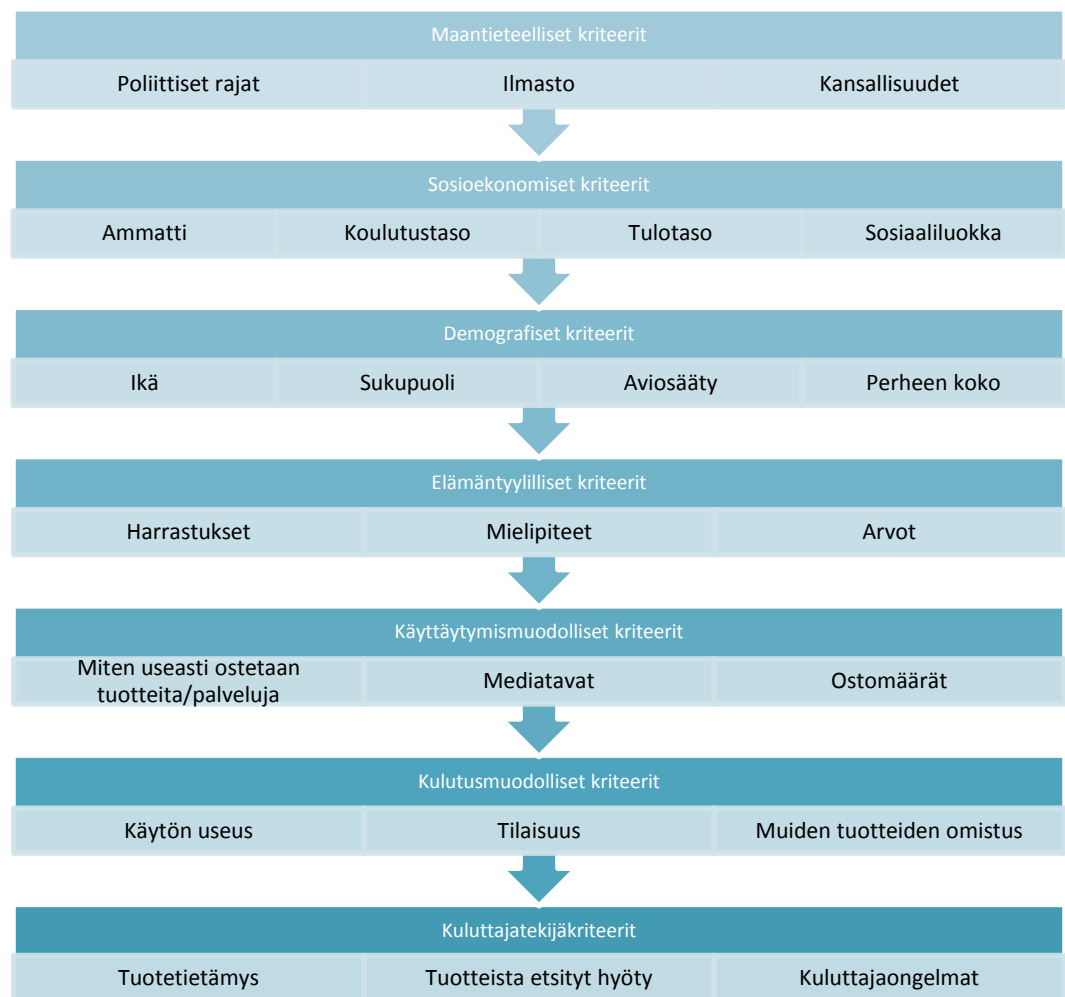 Maantieteelliset kriteerit
Poliittiset rajat Ilmasto Kansallisuudet
Sosioekonomiset kriteerit
Ammatti Koulutustaso Tulotaso Sosiaaliluokka
Demografiset kriteerit
Ikä Sukupuoli Aviosääty Perheen koko
Elämäntyylilliset kriteerit
Harrastukset Mielipiteet Arvot
Käyttäytymismuodolliset kriteerit
Miten useasti ostetaan
tuotteita/palveluja Mediatavat Ostomäärät
Kulutusmuodolliset kriteerit
Käytön useus Tilaisuus Muiden tuotteiden omistus
Kuluttajatekijäkriteerit
Tuotetietämys Tuotteista etsityt hyöty Kuluttajaongelmat